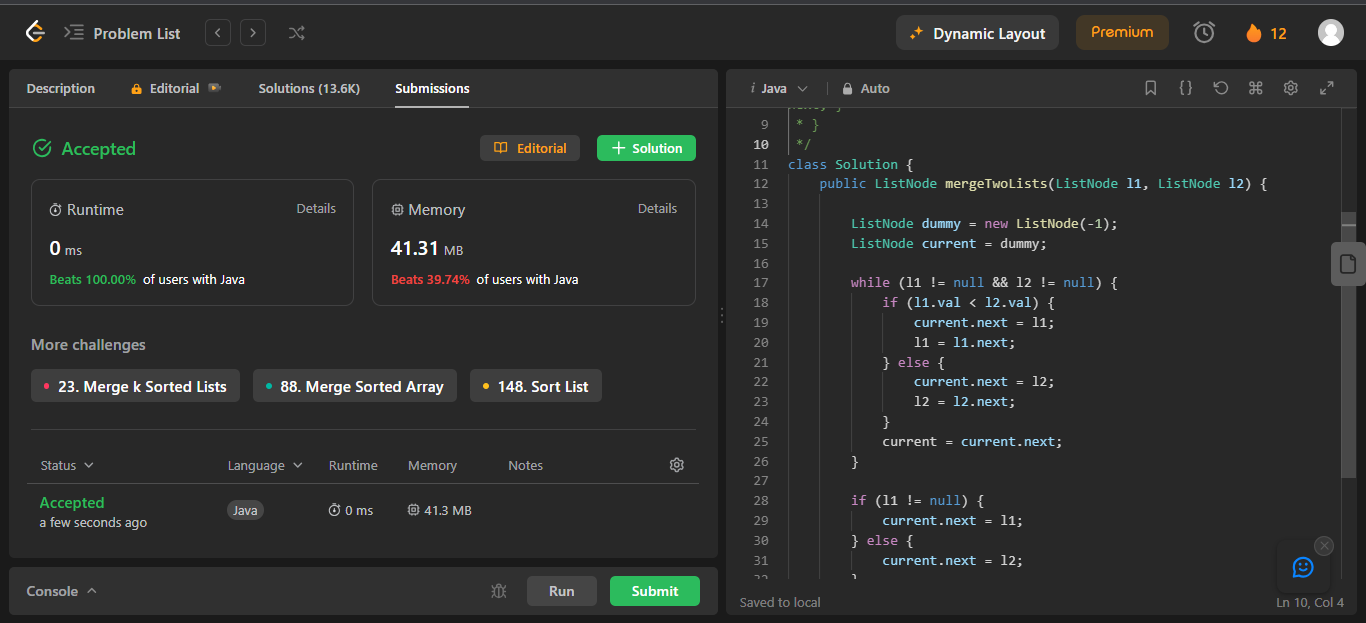 Problem List
Dynamic Layout
Premium
12
Description
Editorial
Solutions (13.6K)
Submissions
Accepted
Editorial
Solution
Runtime
Details
0 ms
Beats 100.00% of users with Java
Memory
Details
41.31 MB
Beats 39.74% of users with Java
More challenges
23. Merge k Sorted Lists
88. Merge Sorted Array
148. Sort List
Status Language Runtime Memory Notes
Accepted
a few seconds ago
Java
0 ms
41.3 MB
Console
Run
Submit
i Java
Auto
9 * }
10 */
11 class Solution {
12 public ListNode mergeTwoLists(ListNode l1, ListNode l2) {
13
14 ListNode dummy = new ListNode(-1);
15 ListNode current = dummy;
16
17 while (l1 != null && l2 != null) {
18 if (l1.val < l2.val) {
19 current.next = l1;
20 l1 = l1.next;
21 } else {
22 current.next = l2;
23 l2 = l2.next;
24 }
25 current = current.next;
26 }
27
28 if (l1 != null) {
29 current.next = l1;
30 } else {
31 current.next = l2;
Saved to local
Ln 10, Col 4